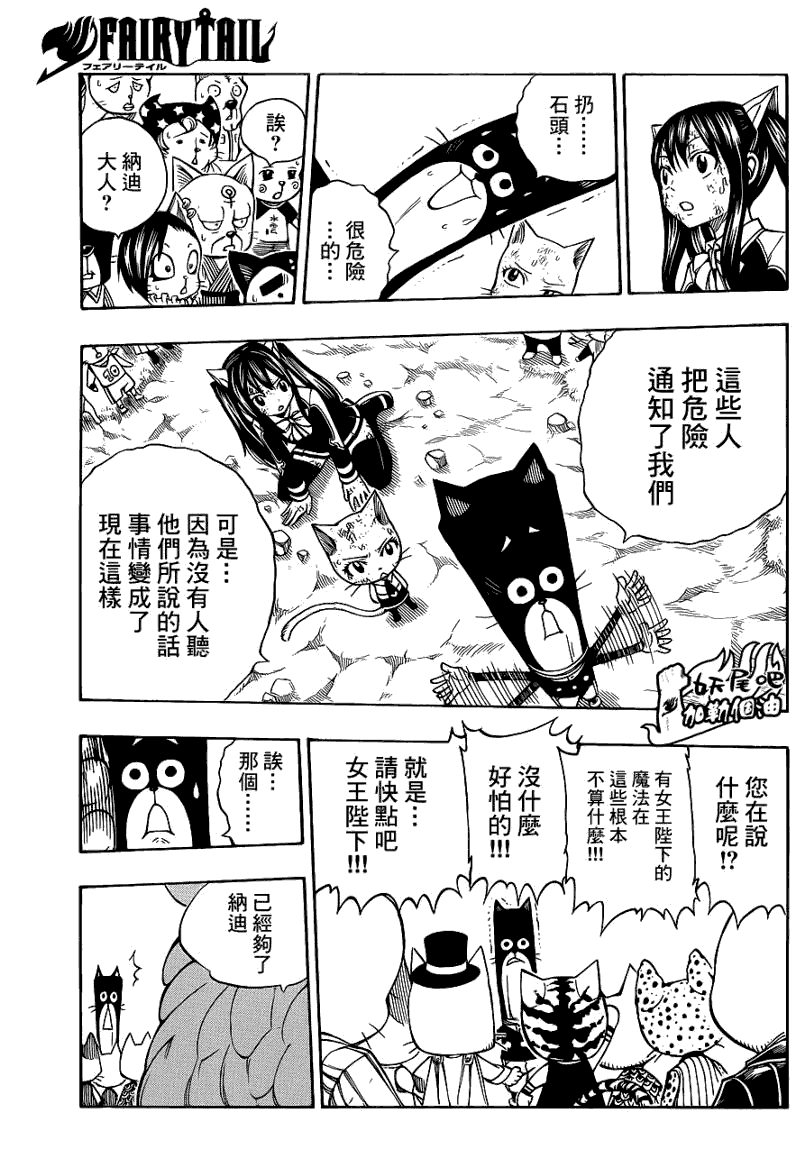 FAIRY TAIL
フェアリーテイル
扔……
石頭…
很危險
…的…
誒?
納迪
大人?
這些人
把危險
通知了我們
可是…
因為沒有人聽
他們所說的話
事情變成了
現在這樣
妖尾吧
加勒個油
您在說
什麼呢!?
有女王陛下的
魔法在
這些根本
不算什麼!!!
沒什麼
好怕的!!!
就是…
請快點吧
女王陛下!!!
誒…
那個……
已經夠了
納迪